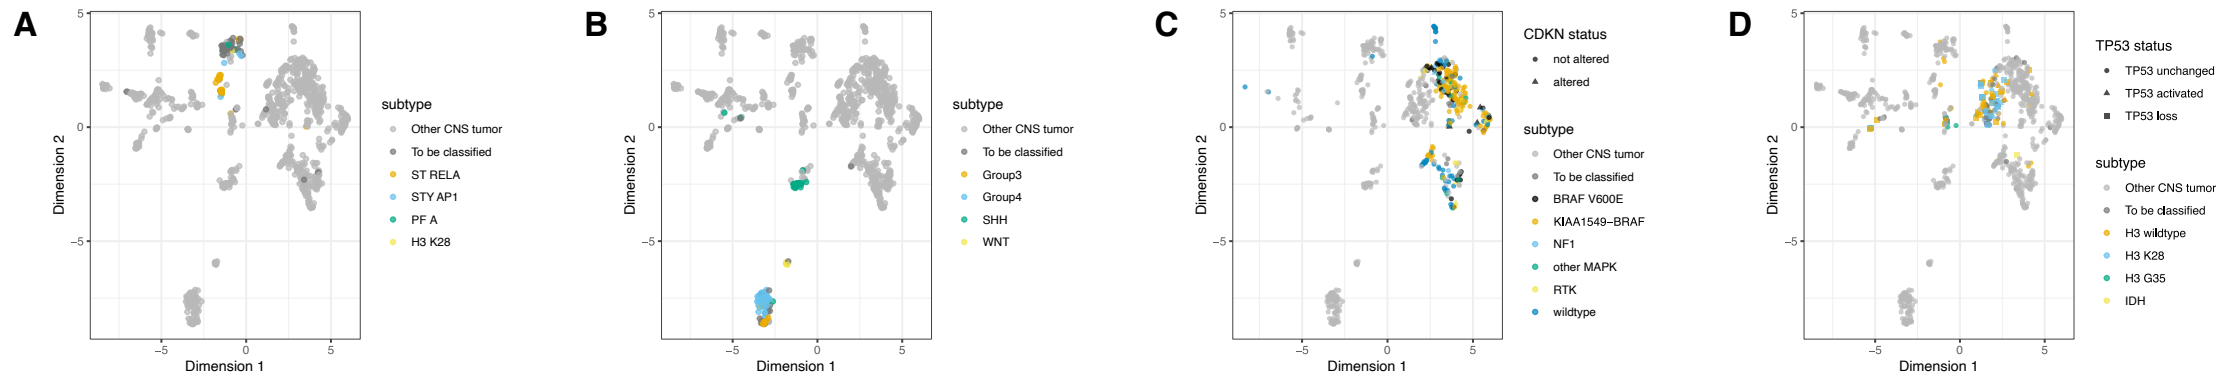 A
5
0
−5
−5
0
5
Dimension 2
Dimension 1
subtype
Other CNS tumor
To be classified
ST RELA
STY AP1
PF A
H3 K28
B
5
0
−5
−5
0
5
Dimension 2
Dimension 1
subtype
Other CNS tumor
To be classified
Group3
Group4
SHH
WNT
C
5
0
−5
−5
0
5
Dimension 2
Dimension 1
CDKN status
not altered
altered
subtype
Other CNS tumor
To be classified
BRAF V600E
KIAA1549−BRAF
NF1
other MAPK
RTK
wildtype
D
5
0
−5
−5
0
5
Dimension 2
Dimension 1
TP53 status
TP53 unchanged
TP53 activated
TP53 loss
subtype
Other CNS tumor
To be classified
H3 wildtype
H3 K28
H3 G35
IDH